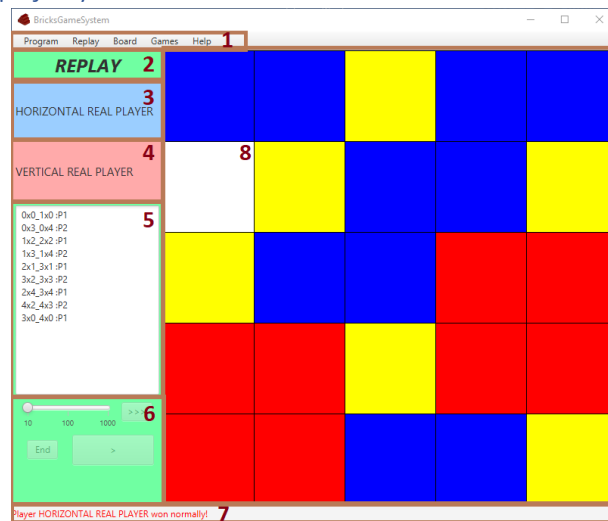 BricksGameSystem
Program Replay Board Games Help 1
REPLAY 2
3
HORIZONTAL REAL PLAYER
4
VERTICAL REAL PLAYER
8
5
0x0_1x0 :P1
0x3_0x4 :P2
1x2_2x2 :P1
1x3_1x4 :P2
2x1_3x1 :P1
3x2_3x3 :P2
2x4_3x4 :P1
4x2_4x3 :P2
3x0_4x0 :P1
>>> 6
10 100 1000
End >
Player HORIZONTAL REAL PLAYER won normally! 7